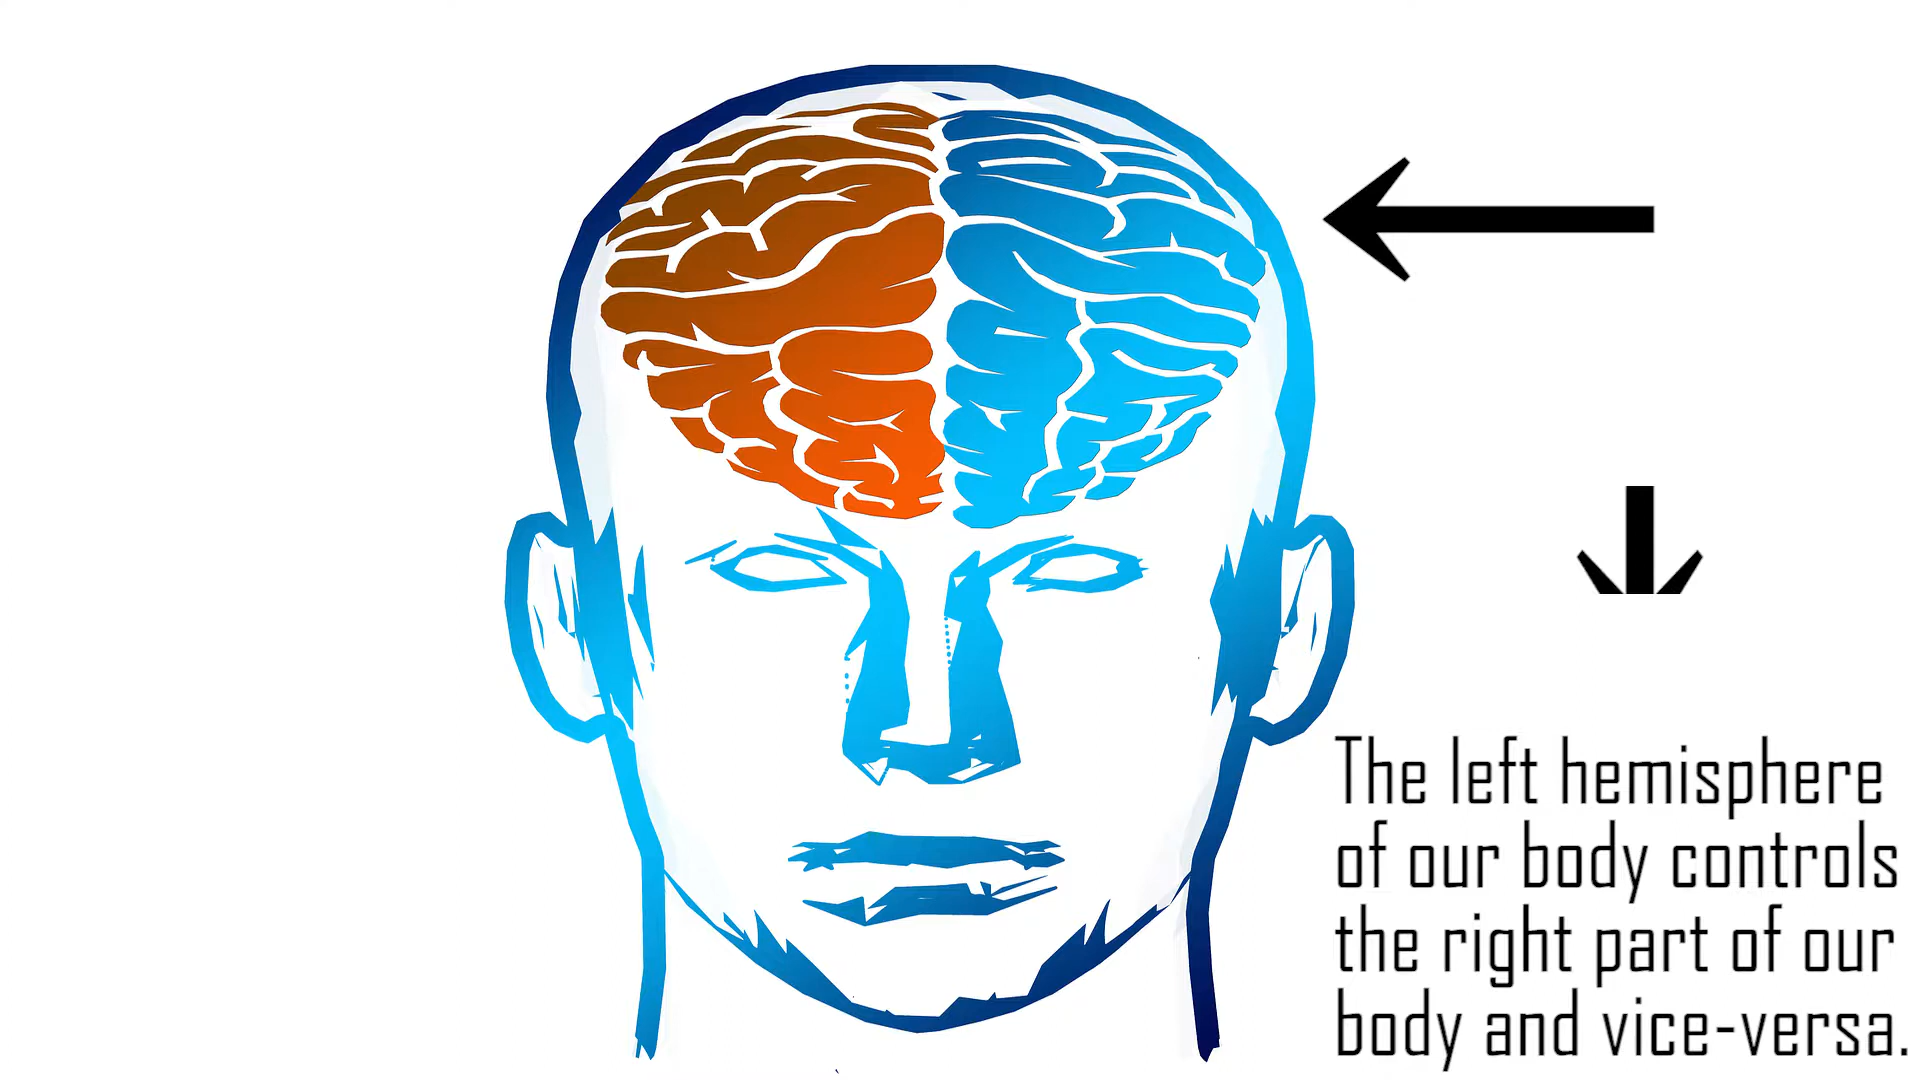 The left hemisphere
of our body controls
the right part of our
body and vice-versa.